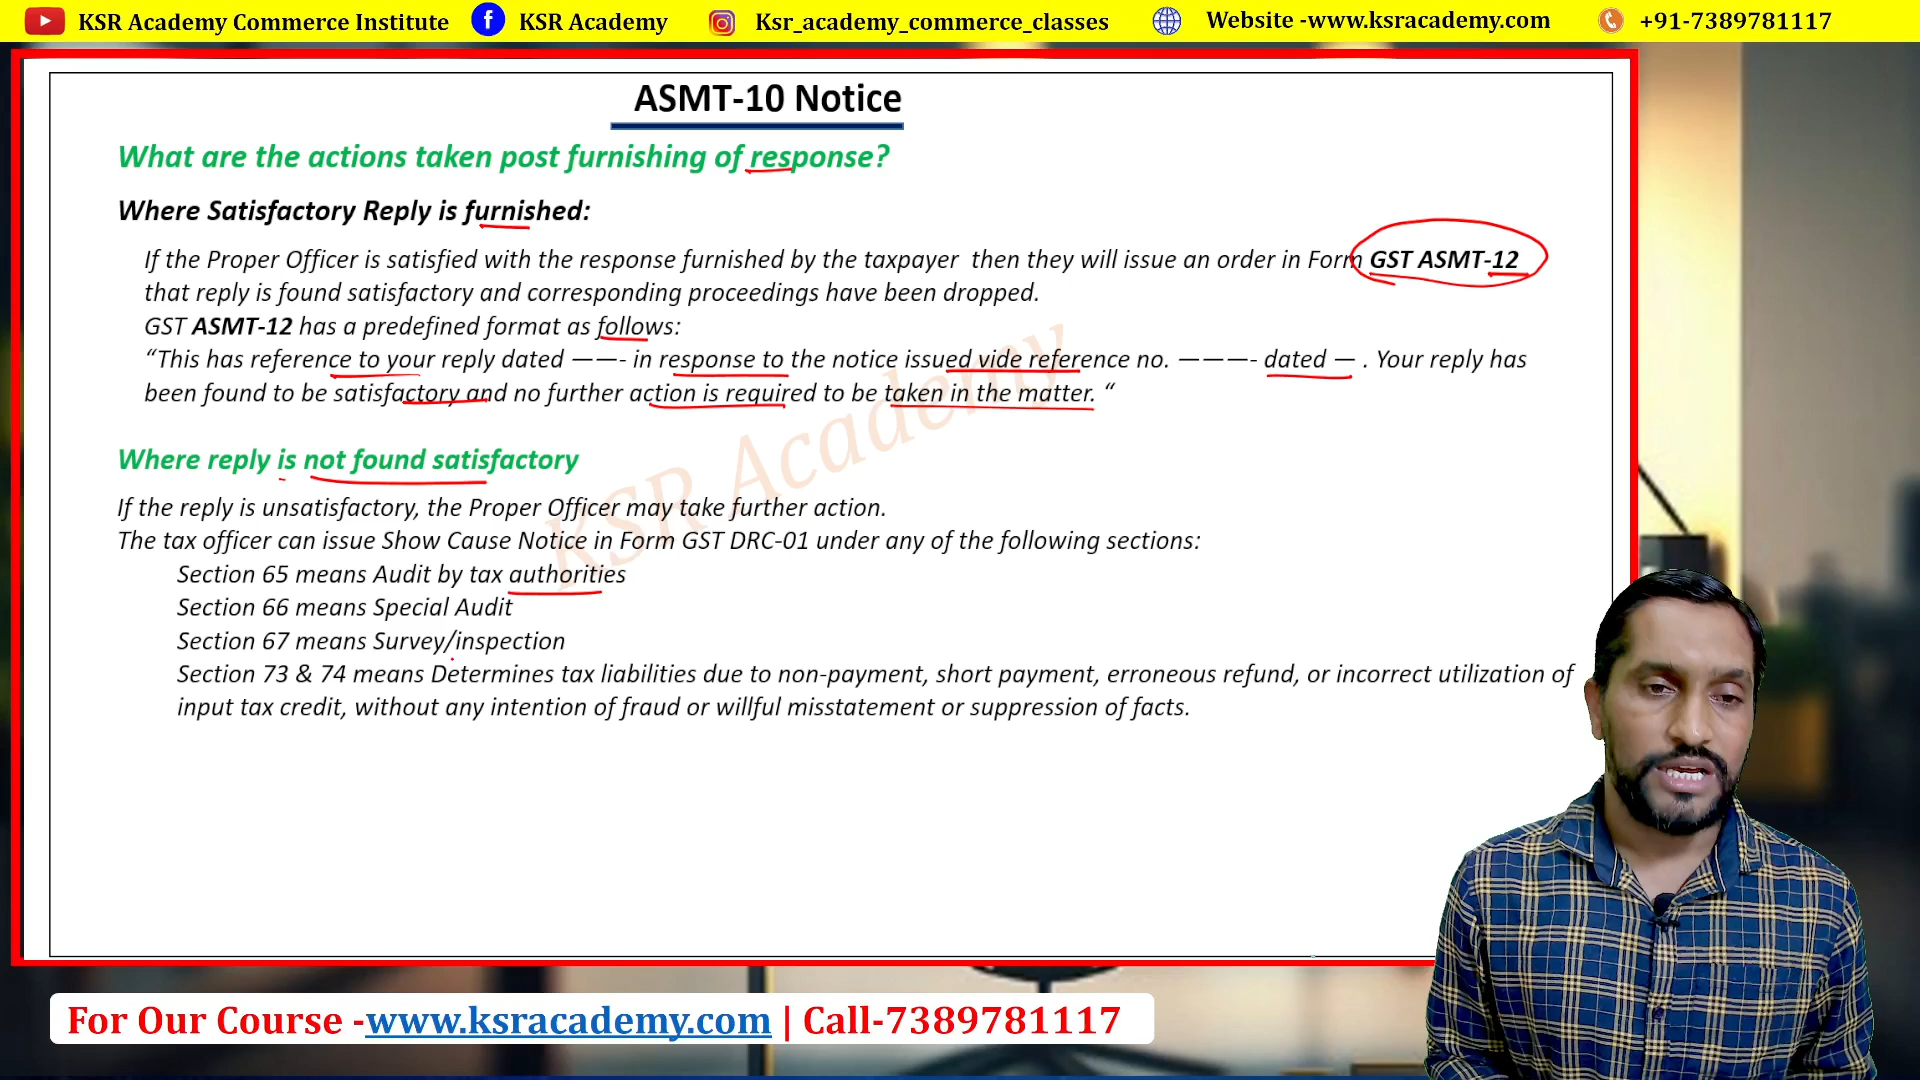 KSR Academy Commerce Institute KSR Academy Ksr_academy_commerce_classes Website -www.ksracademy.com +91-7389781117
ASMT-10 Notice
What are the actions taken post furnishing of response?
Where Satisfactory Reply is furnished:
If the Proper Officer is satisfied with the response furnished by the taxpayer then they will issue an order in Form GST ASMT-12
that reply is found satisfactory and corresponding proceedings have been dropped.
GST ASMT-12 has a predefined format as follows:
“This has reference to your reply dated ——- in response to the notice issued vide reference no. ———- dated — . Your reply has
been found to be satisfactory and no further action is required to be taken in the matter. “
KSR Academy
Where reply is not found satisfactory
If the reply is unsatisfactory, the Proper Officer may take further action.
The tax officer can issue Show Cause Notice in Form GST DRC-01 under any of the following sections:
Section 65 means Audit by tax authorities
Section 66 means Special Audit
Section 67 means Survey/inspection
Section 73 & 74 means Determines tax liabilities due to non-payment, short payment, erroneous refund, or incorrect utilization of
input tax credit, without any intention of fraud or willful misstatement or suppression of facts.
For Our Course -www.ksracademy.com | Call-7389781117